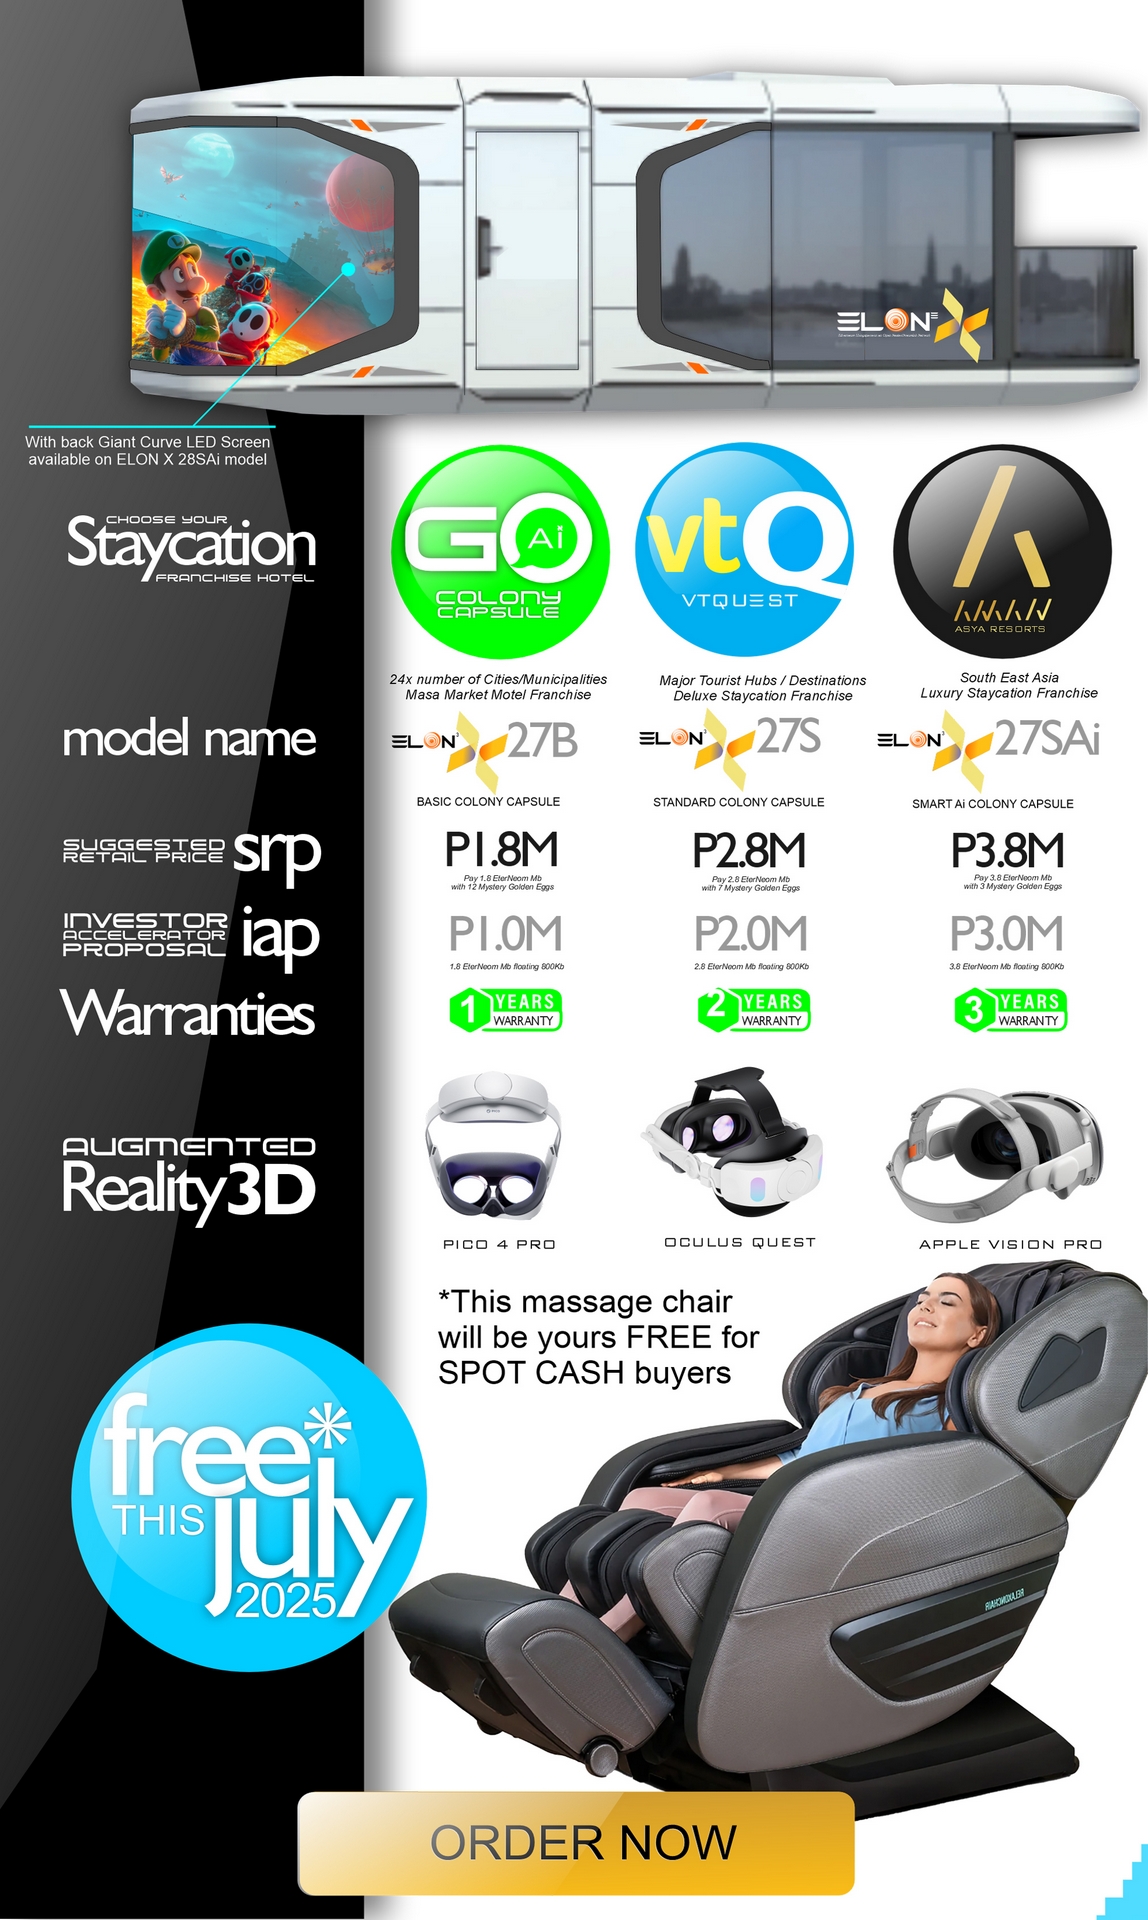 ELON³ X
With back Giant Curve LED Screen
available on ELON X 28SAi model
CHOOSE YOUR
Staycation
FRANCHISE HOTEL
GO Ai
COLONY
CAPSULE
vtQ
VTQUEST
AMAN
ASYA RESORTS
24x number of Cities/Municipalities
Masa Market Motel Franchise
Major Tourist Hubs / Destinations
Deluxe Staycation Franchise
South East Asia
Luxury Staycation Franchise
model name
ELON³ X 27B
ELON³ X 27S
ELON³ X 27SAi
BASIC COLONY CAPSULE
STANDARD COLONY CAPSULE
SMART Ai COLONY CAPSULE
SUGGESTED
RETAIL PRICE
srp
P1.8M
Pay 1.8 EterNeom Mb
with 12 Mystery Golden Eggs
P2.8M
Pay 2.8 EterNeom Mb
with 7 Mystery Golden Eggs
P3.8M
Pay 3.8 EterNeom Mb
with 3 Mystery Golden Eggs
INVESTOR
ACCELERATOR
PROPOSAL
iap
P1.0M
1.8 EterNeom Mb floating 800Kb
P2.0M
2.8 EterNeom Mb floating 800Kb
P3.0M
3.8 EterNeom Mb floating 800Kb
Warranties
1 YEARS
WARRANTY
2 YEARS
WARRANTY
3 YEARS
WARRANTY
AUGMENTED
Reality3D
PICO 4 PRO
OCULUS QUEST
APPLE VISION PRO
*This massage chair
will be yours FREE for
SPOT CASH buyers
free*
THIS july
2025
RELAXONCHAIR
ORDER NOW